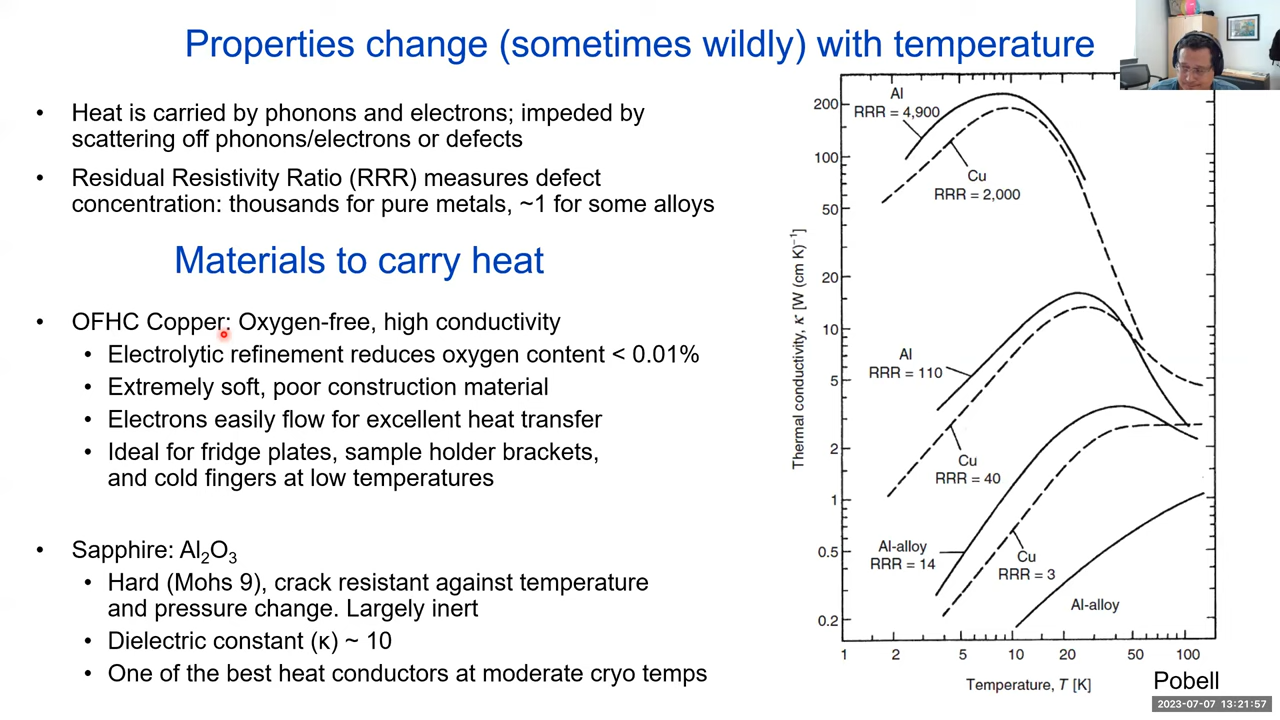 Properties change (sometimes wildly) with temperature
• Heat is carried by phonons and electrons; impeded by
scattering off phonons/electrons or defects
• Residual Resistivity Ratio (RRR) measures defect
concentration: thousands for pure metals, ~1 for some alloys
Materials to carry heat
• OFHC Copper: Oxygen-free, high conductivity
• Electrolytic refinement reduces oxygen content < 0.01%
• Extremely soft, poor construction material
• Electrons easily flow for excellent heat transfer
• Ideal for fridge plates, sample holder brackets,
and cold fingers at low temperatures
• Sapphire: Al₂O₃
• Hard (Mohs 9), crack resistant against temperature
and pressure change. Largely inert
• Dielectric constant (κ) ~ 10
• One of the best heat conductors at moderate cryo temps
Thermal conductivity, κ [W (cm K)⁻¹]
200
100
50
20
10
5
2
1
0.5
0.2
Al
RRR = 4,900
Cu
RRR = 2,000
Al
RRR = 110
Cu
RRR = 40
Al-alloy
RRR = 14
Cu
RRR = 3
Al-alloy
1 2 5 10 20 50 100
Temperature, T [K]
Pobell
2023-07-07 13:21:57